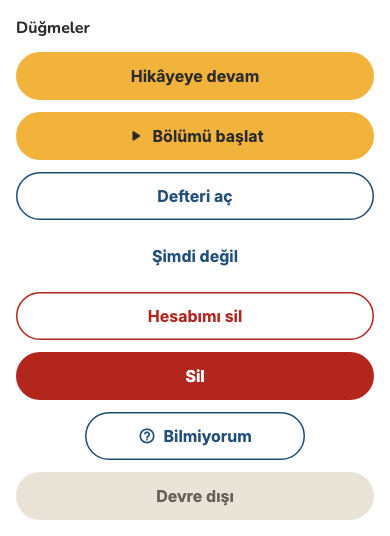 Düğmeler
Hikâyeye devam
Bölümü başlat
Defteri aç
Şimdi değil
Hesabımı sil
Sil
Bilmiyorum
Devre dışı